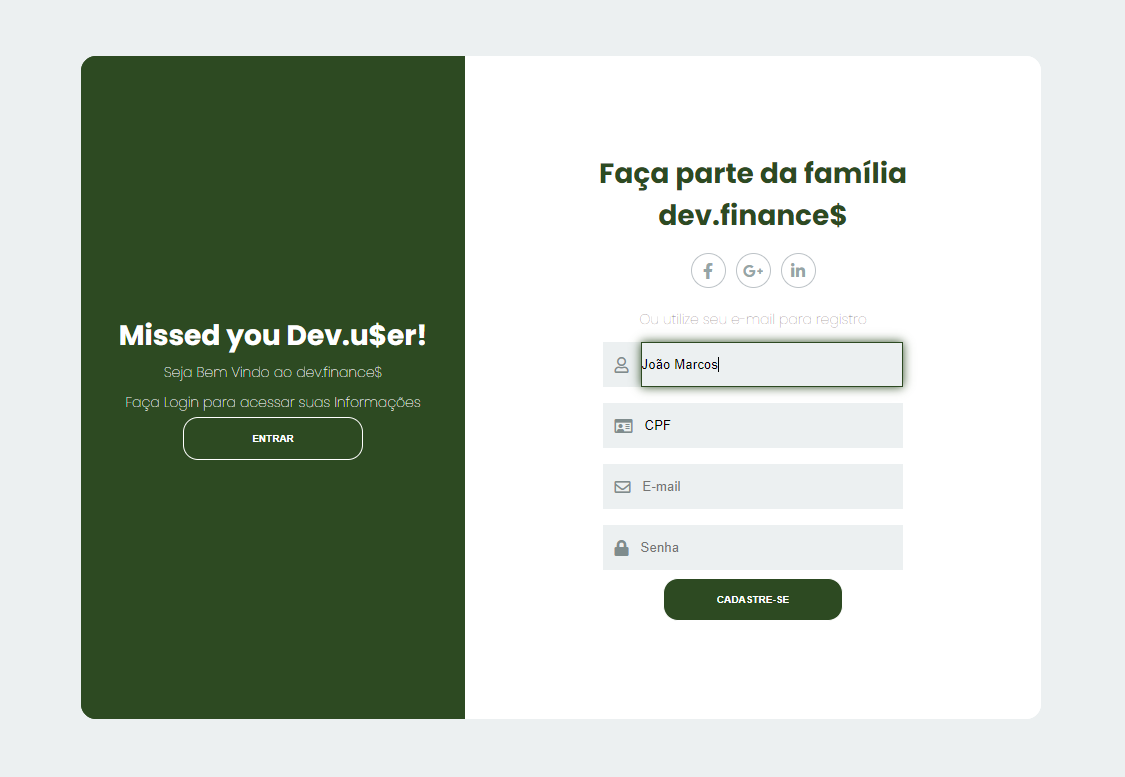 Missed you Dev.u$er!
Seja Bem Vindo ao dev.finance$
Faça Login para acessar suas Informações
ENTRAR
Faça parte da família
dev.finance$
f
G+
in
Ou utilize seu e-mail para registro
João Marcos
CPF
E-mail
Senha
CADASTRE-SE